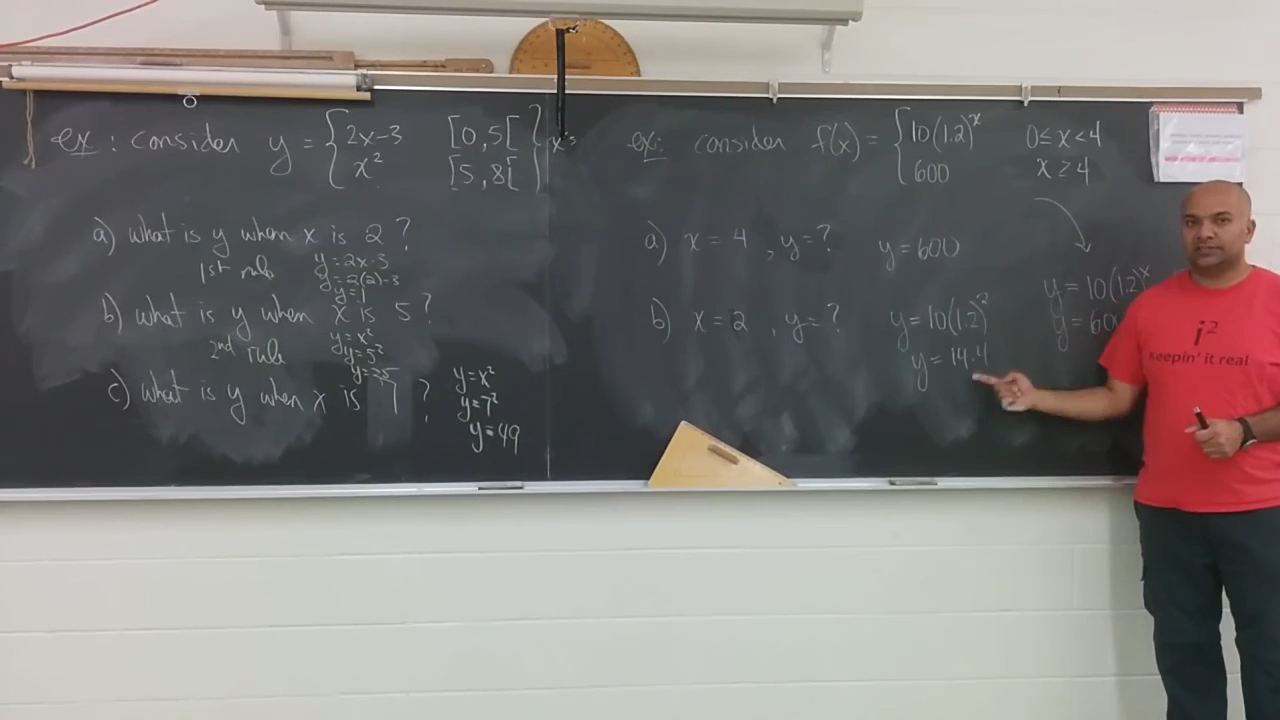 ex: consider y = { 2x-3 [0,5[
x² [5,8[ } x's
a) what is y when x is 2?
1st rule y=2x-3
y=2(2)-3
y=1
b) what is y when x is 5?
2nd rule y=x²
y=5²
y=25
c) what is y when x is 7?
y=x²
y=7²
y=49
ex: consider f(x) = { 10(1.2)^x 0≤x<4
600 x≥4
a) x=4, y=? y=600
b) x=2, y=? y=10(1.2)²
y=14.4
y=10(1.2)^x
y=600
i²
Keepin' it real